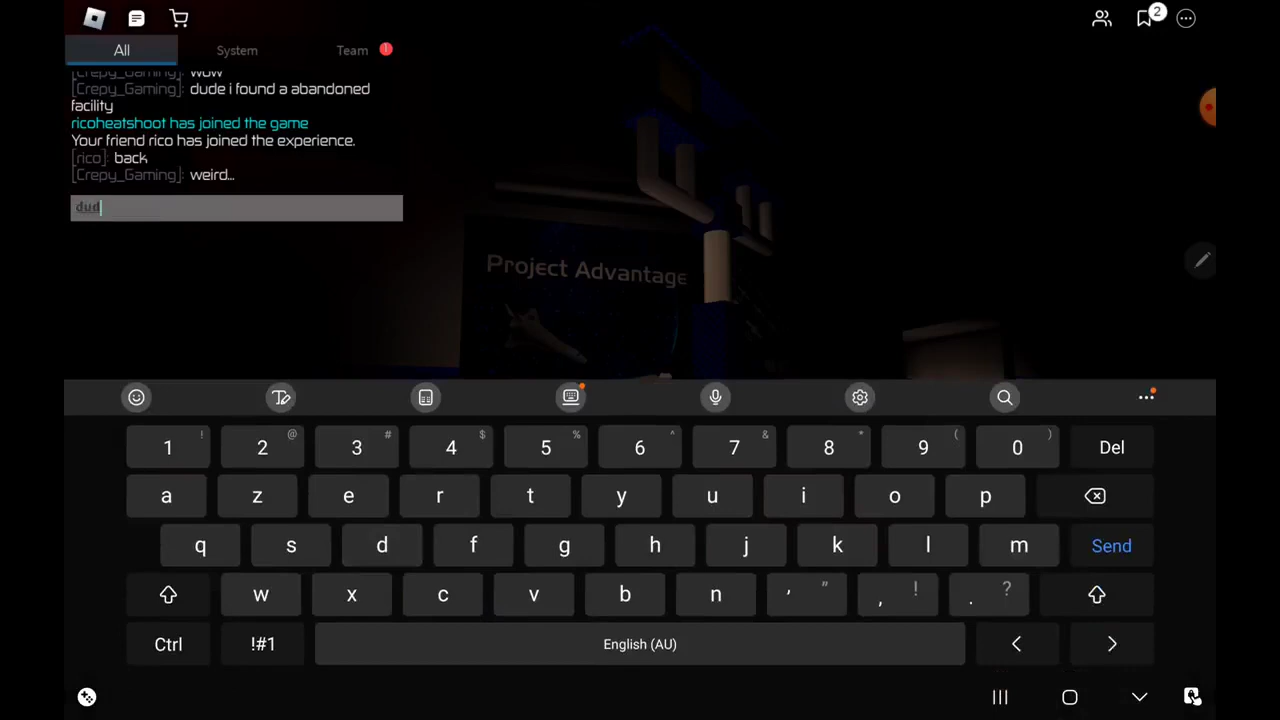 2
All System Team !
[Crepy_Gaming]: wow
[Crepy_Gaming]: dude i found a abandoned
facility
ricoheatshoot has joined the game
Your friend rico has joined the experience.
[rico]: back
[Crepy_Gaming]: weird...
dud
Project Advantage
1 ! 2 @ 3 # 4 $ 5 % 6 ^ 7 & 8 * 9 ( 0 ) Del
a z e r t y u i o p
q s d f g h j k l m Send
w x c v b n ' " , ! . ?
Ctrl !#1 English (AU) < >